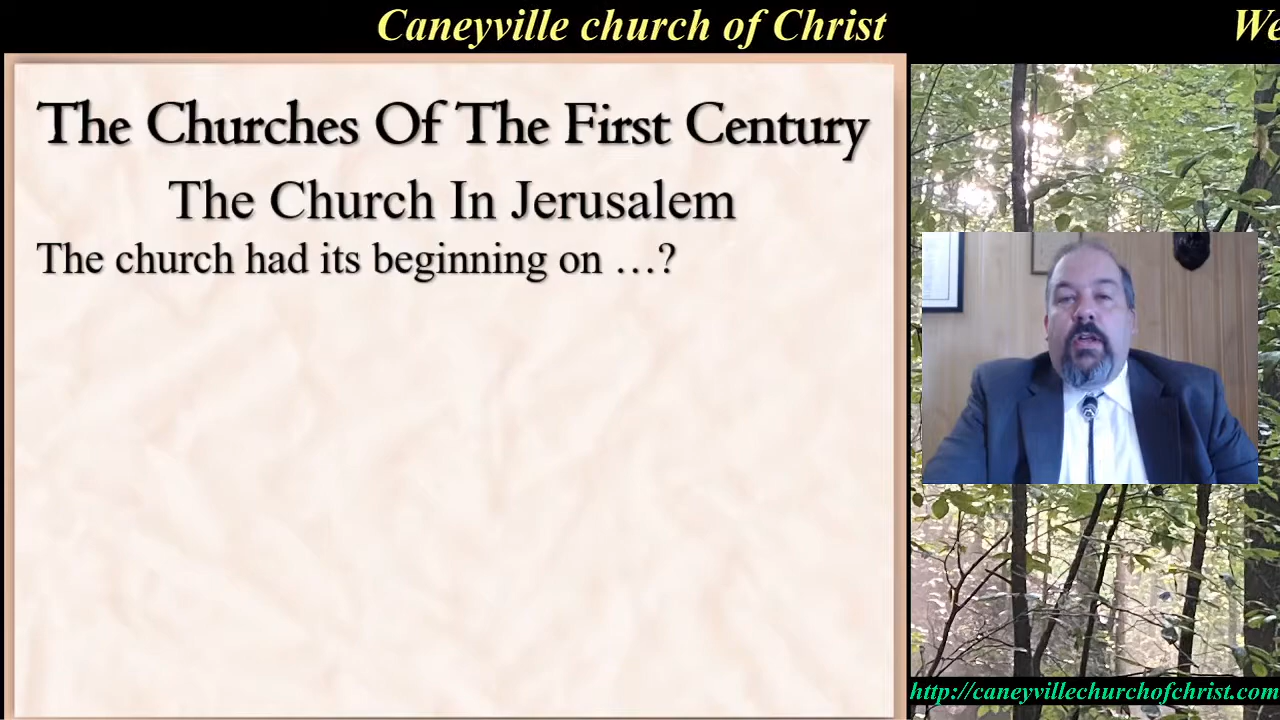 Caneyville church of Christ
The Churches Of The First Century
The Church In Jerusalem
The church had its beginning on …?
http://caneyvillechurchofchrist.com